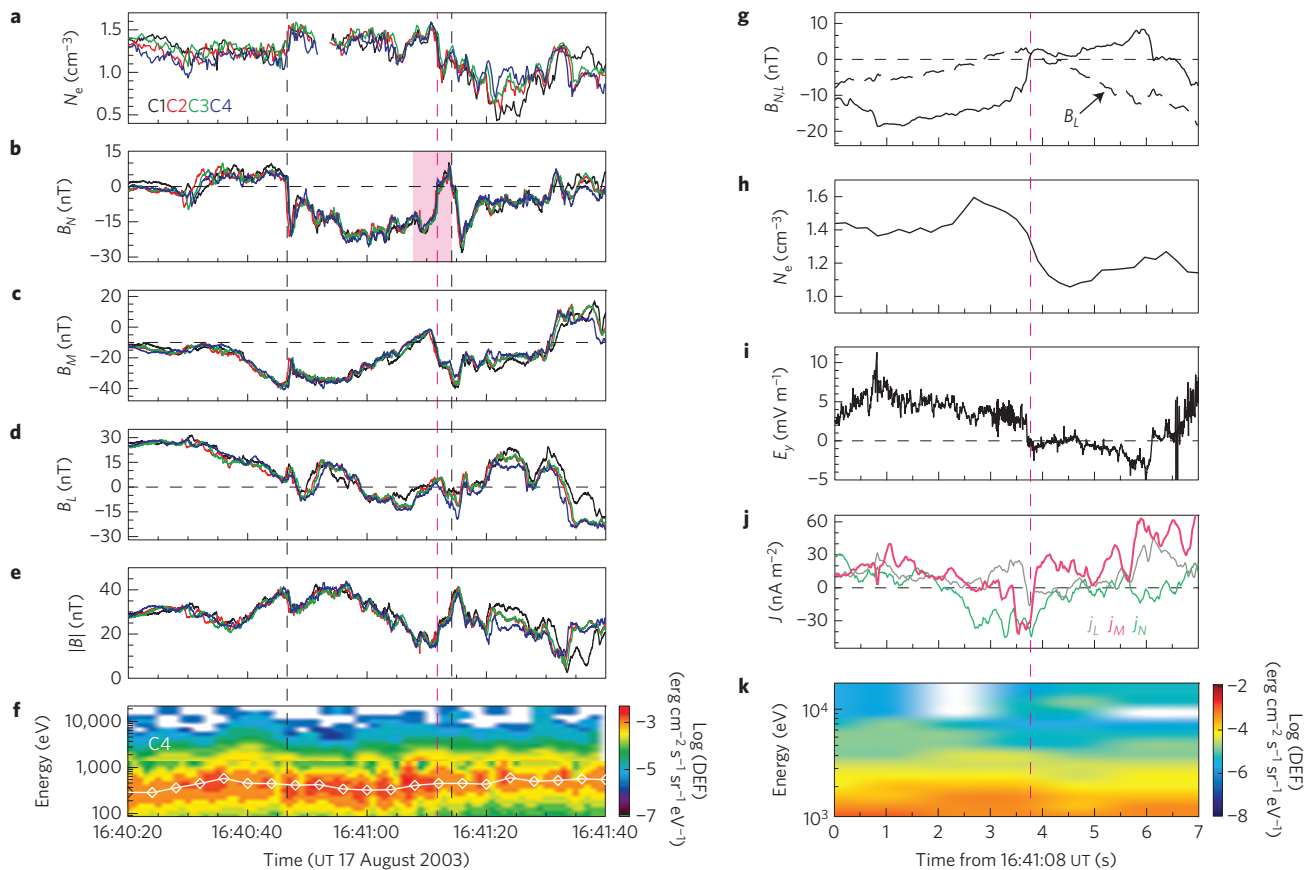 a
1.5
1.0
0.5
Nₑ (cm⁻³)
C1C2C3C4
b
15
0
−15
−30
B_N (nT)
c
20
0
−20
−40
B_M (nT)
d
30
15
0
−15
−30
B_L (nT)
e
40
20
0
|B| (nT)
f
10,000
1,000
100
Energy (eV)
C4
−3
−5
−7
Log (DEF)
(erg cm⁻² s⁻¹ sr⁻¹ eV⁻¹)
16:40:20 16:40:40 16:41:00 16:41:20 16:41:40
Time (UT 17 August 2003)
g
10
0
−10
−20
B_N,L (nT)
B_L
h
1.6
1.4
1.2
1.0
Nₑ (cm⁻³)
i
10
5
0
−5
E_y (mV m⁻¹)
j
60
30
0
−30
J (nA m⁻²)
j_L j_M j_N
k
10⁴
10³
Energy (eV)
−2
−4
−6
−8
Log (DEF)
(erg cm⁻² s⁻¹ sr⁻¹ eV⁻¹)
0 1 2 3 4 5 6 7
Time from 16:41:08 UT (s)